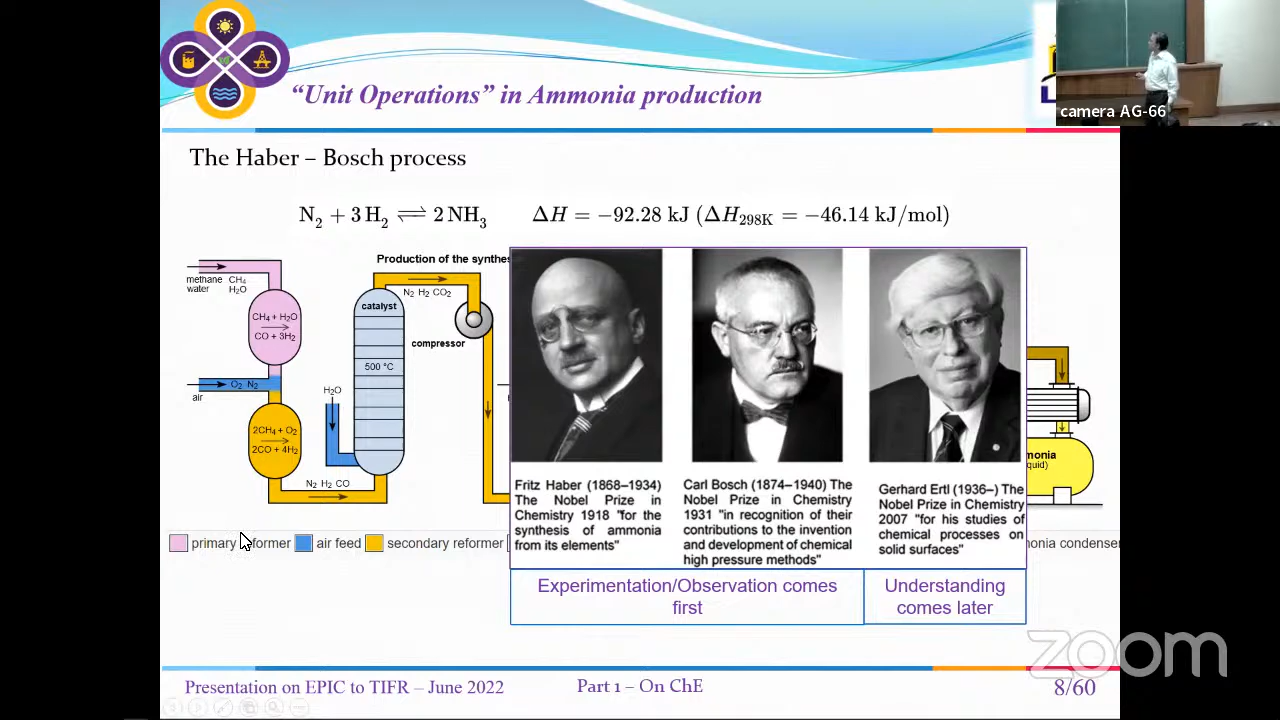 “Unit Operations” in Ammonia production
camera AG-66
The Haber – Bosch process
N₂ + 3 H₂ ⇌ 2 NH₃ ΔH = −92.28 kJ (ΔH₂₉₈K = −46.14 kJ/mol)
Production of the
methane CH₄
water H₂O
CH₄ + H₂O
CO + 3H₂
air O₂ N₂
2CH₄ + O₂
2CO + 4H₂
N₂ H₂ CO
H₂O
catalyst
500 °C
N₂ H₂ CO₂
compressor
Fritz Haber (1868–1934)
The Nobel Prize in
Chemistry 1918 "for the
synthesis of ammonia
from its elements"
Carl Bosch (1874–1940) The
Nobel Prize in Chemistry
1931 "in recognition of their
contributions to the invention
and development of chemical
high pressure methods"
Gerhard Ertl (1936–) The
Nobel Prize in Chemistry
2007 "for his studies of
chemical processes on
solid surfaces"
primary reformer air feed secondary reformer
Experimentation/Observation comes
first
Understanding
comes later
zoom
Presentation on EPIC to TIFR – June 2022
Part 1 – On ChE
8/60